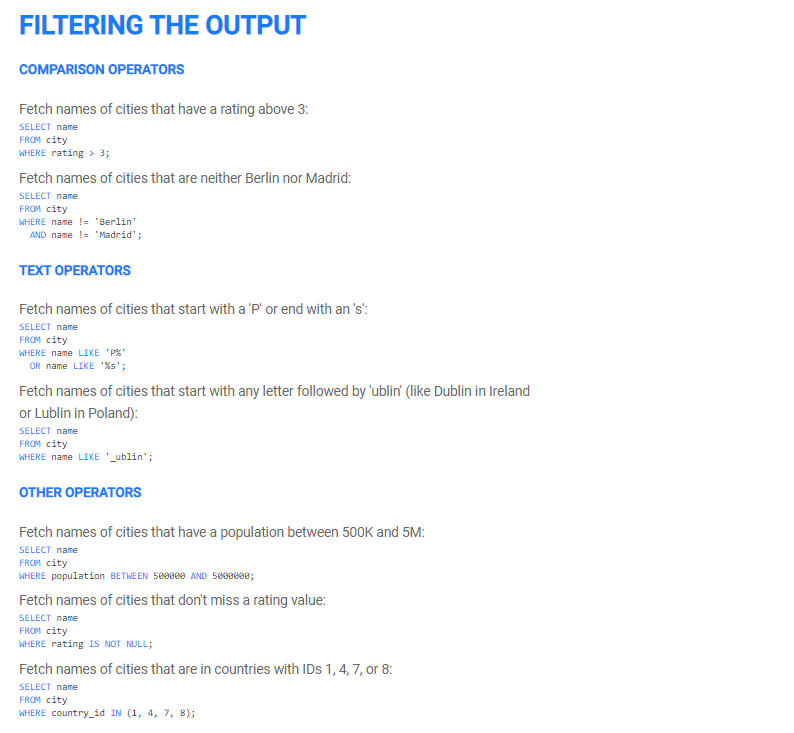 FILTERING THE OUTPUT
COMPARISON OPERATORS
Fetch names of cities that have a rating above 3:
SELECT name
FROM city
WHERE rating > 3;
Fetch names of cities that are neither Berlin nor Madrid:
SELECT name
FROM city
WHERE name != 'Berlin'
  AND name != 'Madrid';
TEXT OPERATORS
Fetch names of cities that start with a 'P' or end with an 's':
SELECT name
FROM city
WHERE name LIKE 'P%'
  OR name LIKE '%s';
Fetch names of cities that start with any letter followed by 'ublin' (like Dublin in Ireland
or Lublin in Poland):
SELECT name
FROM city
WHERE name LIKE '_ublin';
OTHER OPERATORS
Fetch names of cities that have a population between 500K and 5M:
SELECT name
FROM city
WHERE population BETWEEN 500000 AND 5000000;
Fetch names of cities that don't miss a rating value:
SELECT name
FROM city
WHERE rating IS NOT NULL;
Fetch names of cities that are in countries with IDs 1, 4, 7, or 8:
SELECT name
FROM city
WHERE country_id IN (1, 4, 7, 8);